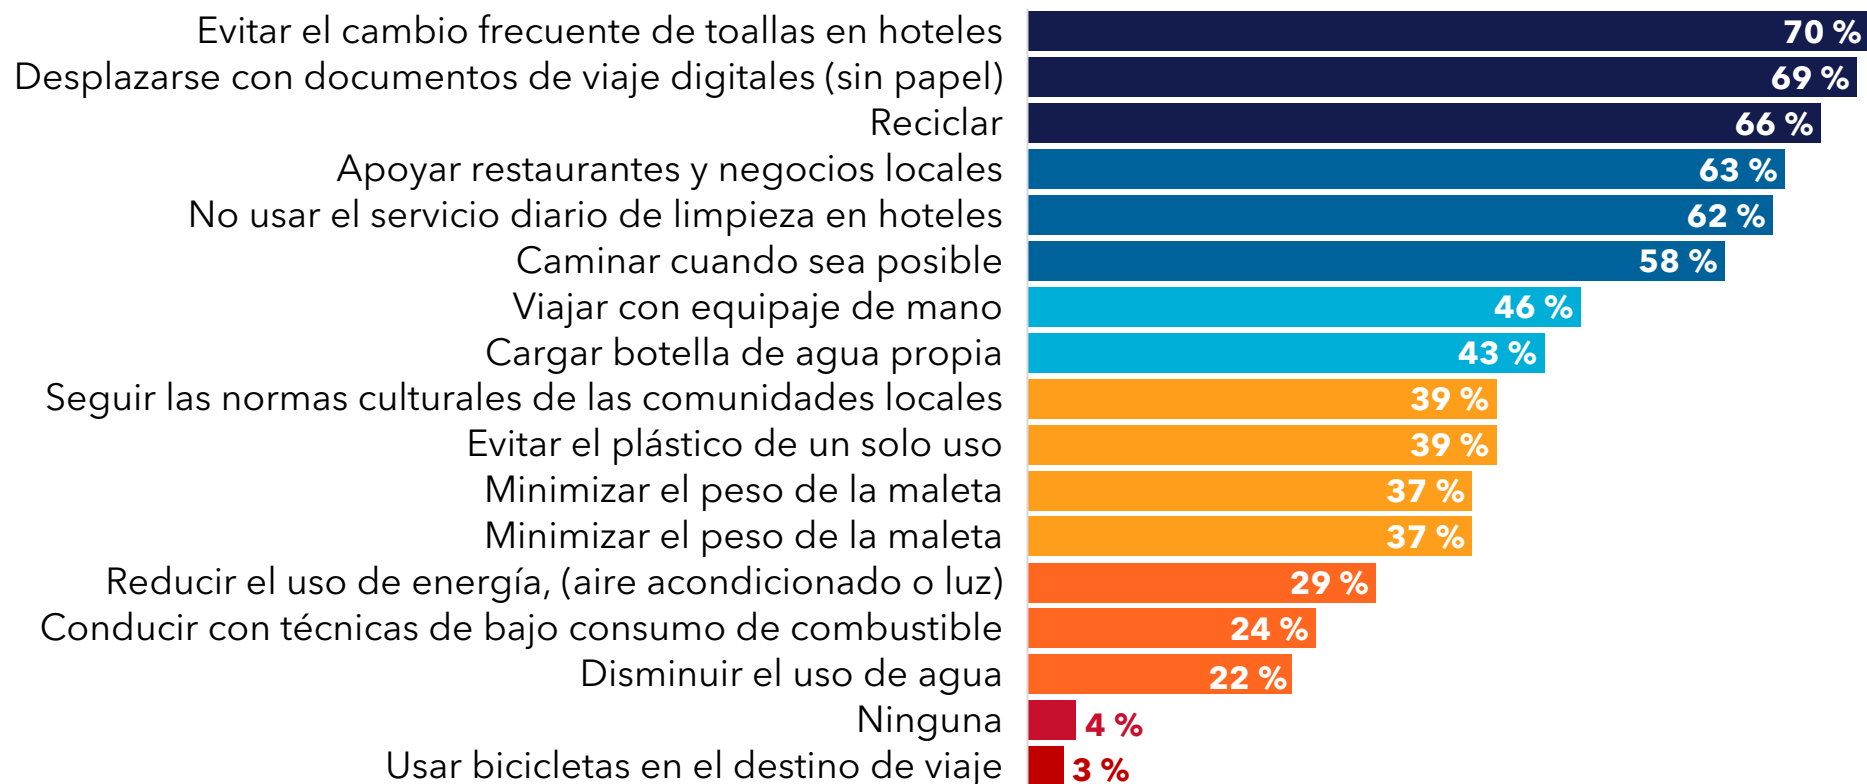 Evitar el cambio frecuente de toallas en hoteles 70 %
Desplazarse con documentos de viaje digitales (sin papel) 69 %
Reciclar 66 %
Apoyar restaurantes y negocios locales 63 %
No usar el servicio diario de limpieza en hoteles 62 %
Caminar cuando sea posible 58 %
Viajar con equipaje de mano 46 %
Cargar botella de agua propia 43 %
Seguir las normas culturales de las comunidades locales 39 %
Evitar el plástico de un solo uso 39 %
Minimizar el peso de la maleta 37 %
Minimizar el peso de la maleta 37 %
Reducir el uso de energía, (aire acondicionado o luz) 29 %
Conducir con técnicas de bajo consumo de combustible 24 %
Disminuir el uso de agua 22 %
Ninguna 4 %
Usar bicicletas en el destino de viaje 3 %